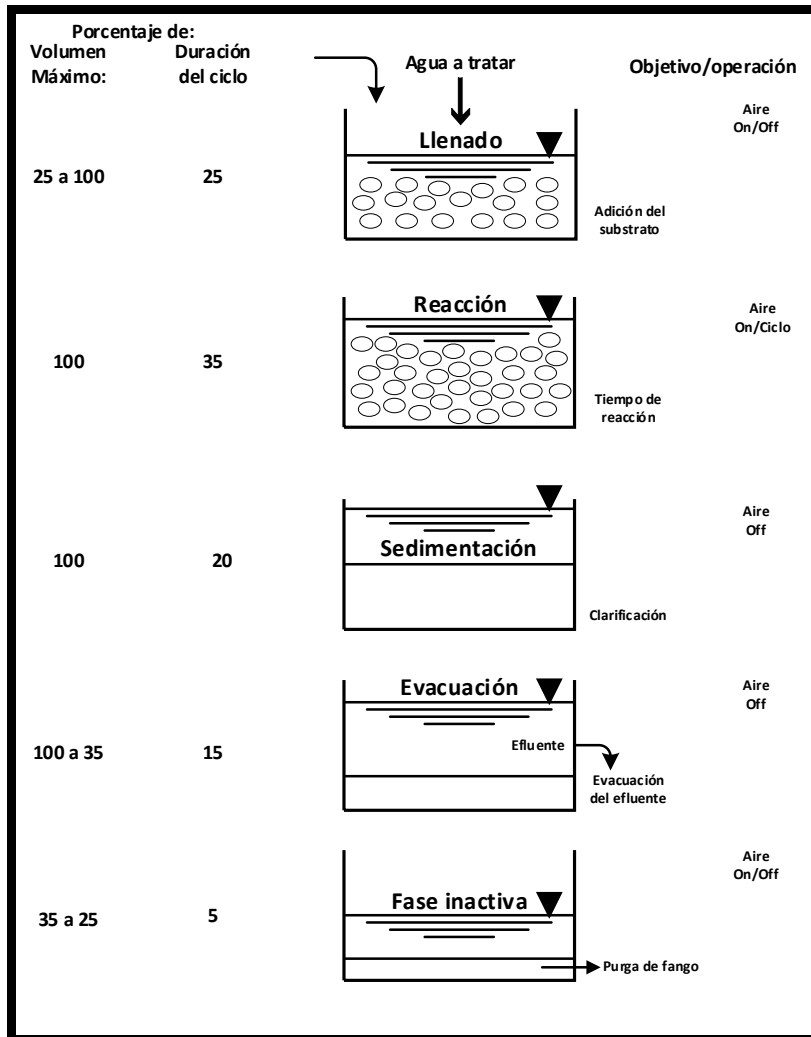 Porcentaje de:
Volumen Duración
Máximo: del ciclo
Agua a tratar
Objetivo/operación
Aire
On/Off
Llenado
25 a 100 25
Adición del
substrato
Reacción
Aire
On/Ciclo
100 35
Tiempo de
reacción
Aire
Off
Sedimentación
100 20
Clarificación
Evacuación
Aire
Off
Efluente
100 a 35 15
Evacuación
del efluente
Aire
On/Off
Fase inactiva
35 a 25 5
Purga de fango